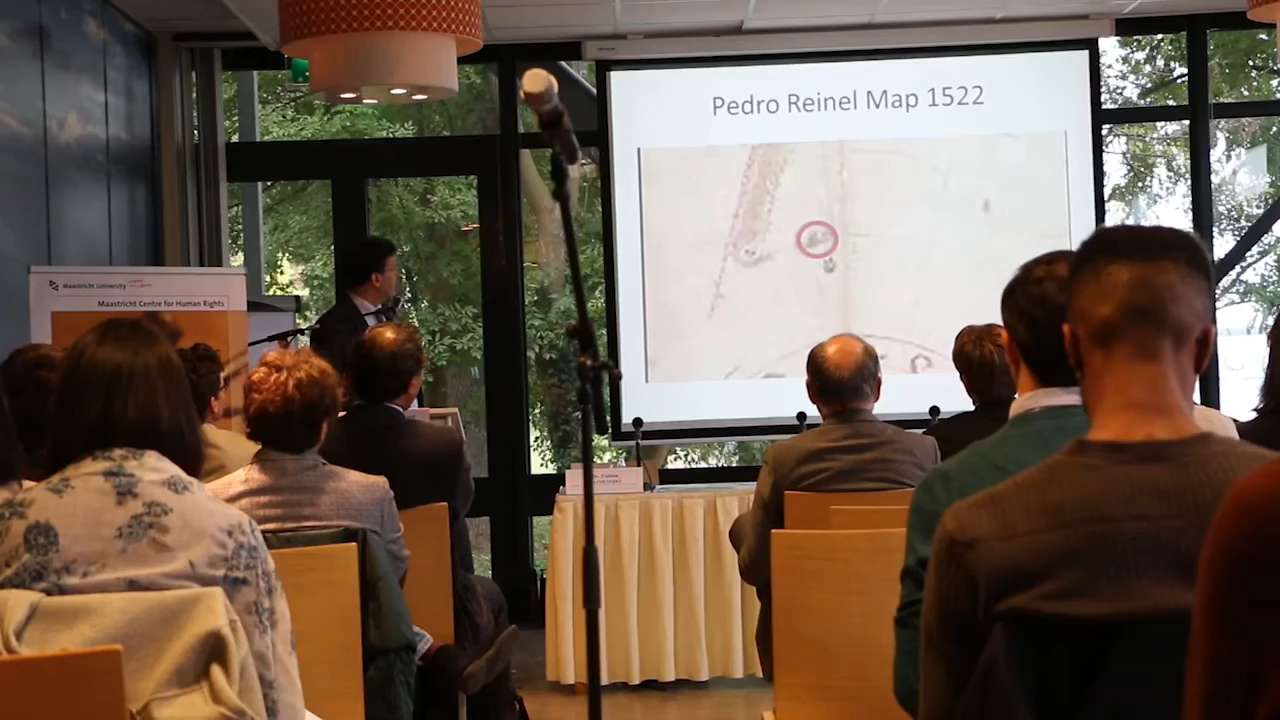 Pedro Reinel Map 1522
Maastricht University
Maastricht Centre for Human Rights